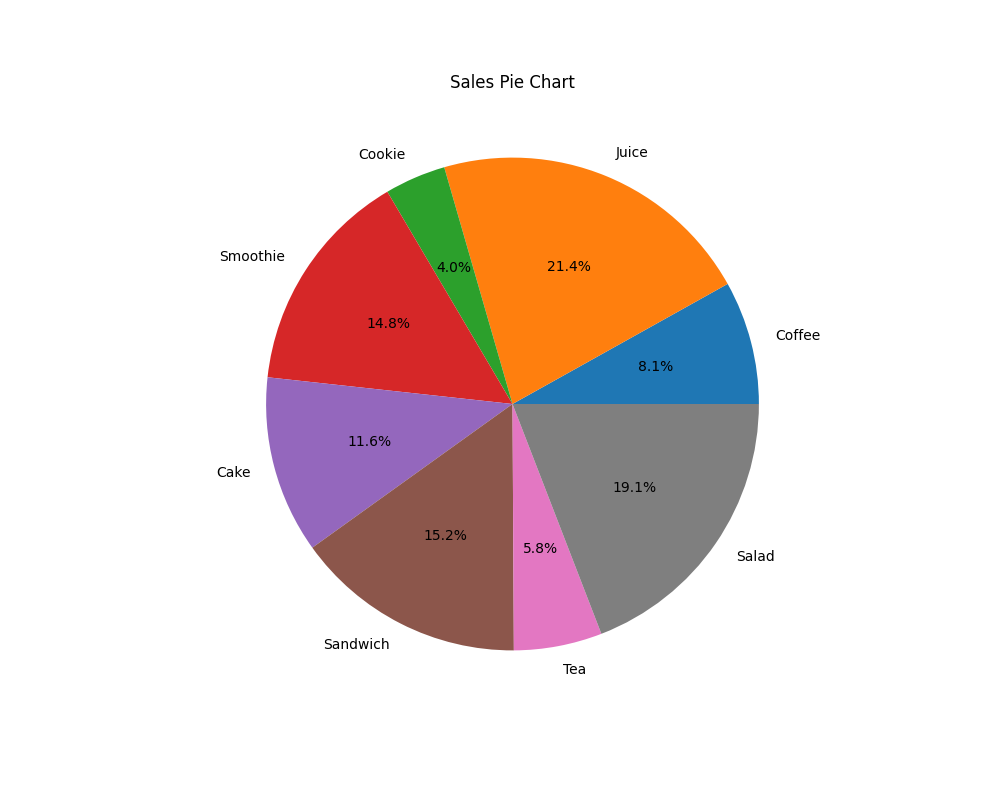 Sales Pie Chart
Cookie
Juice
Smoothie
4.0%
21.4%
14.8%
Coffee
8.1%
11.6%
Cake
19.1%
15.2%
5.8%
Salad
Sandwich
Tea